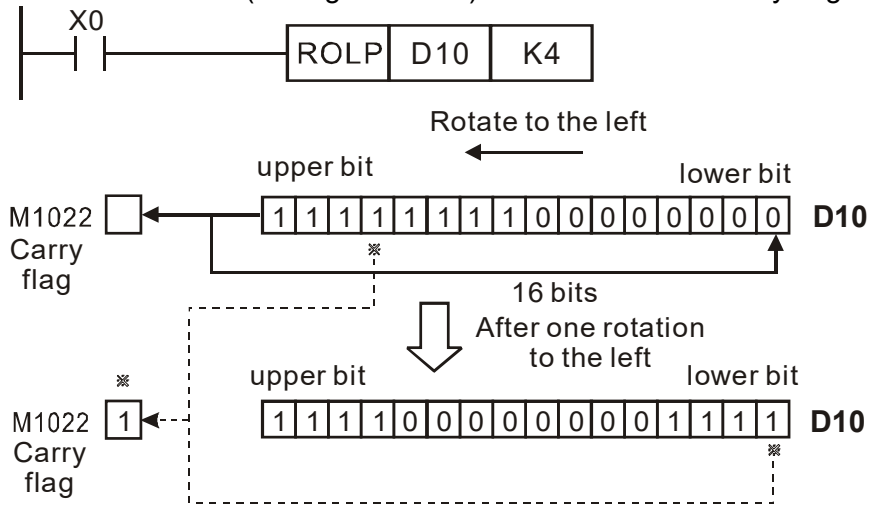 X0
ROLP D10 K4
Rotate to the left
upper bit lower bit
M1022 1 1 1 1 1 1 1 1 0 0 0 0 0 0 0 0 D10
Carry
flag
※
16 bits
After one rotation
to the left
※ upper bit lower bit
M1022 1 1 1 1 1 0 0 0 0 0 0 0 0 1 1 1 1 D10
Carry
flag
※